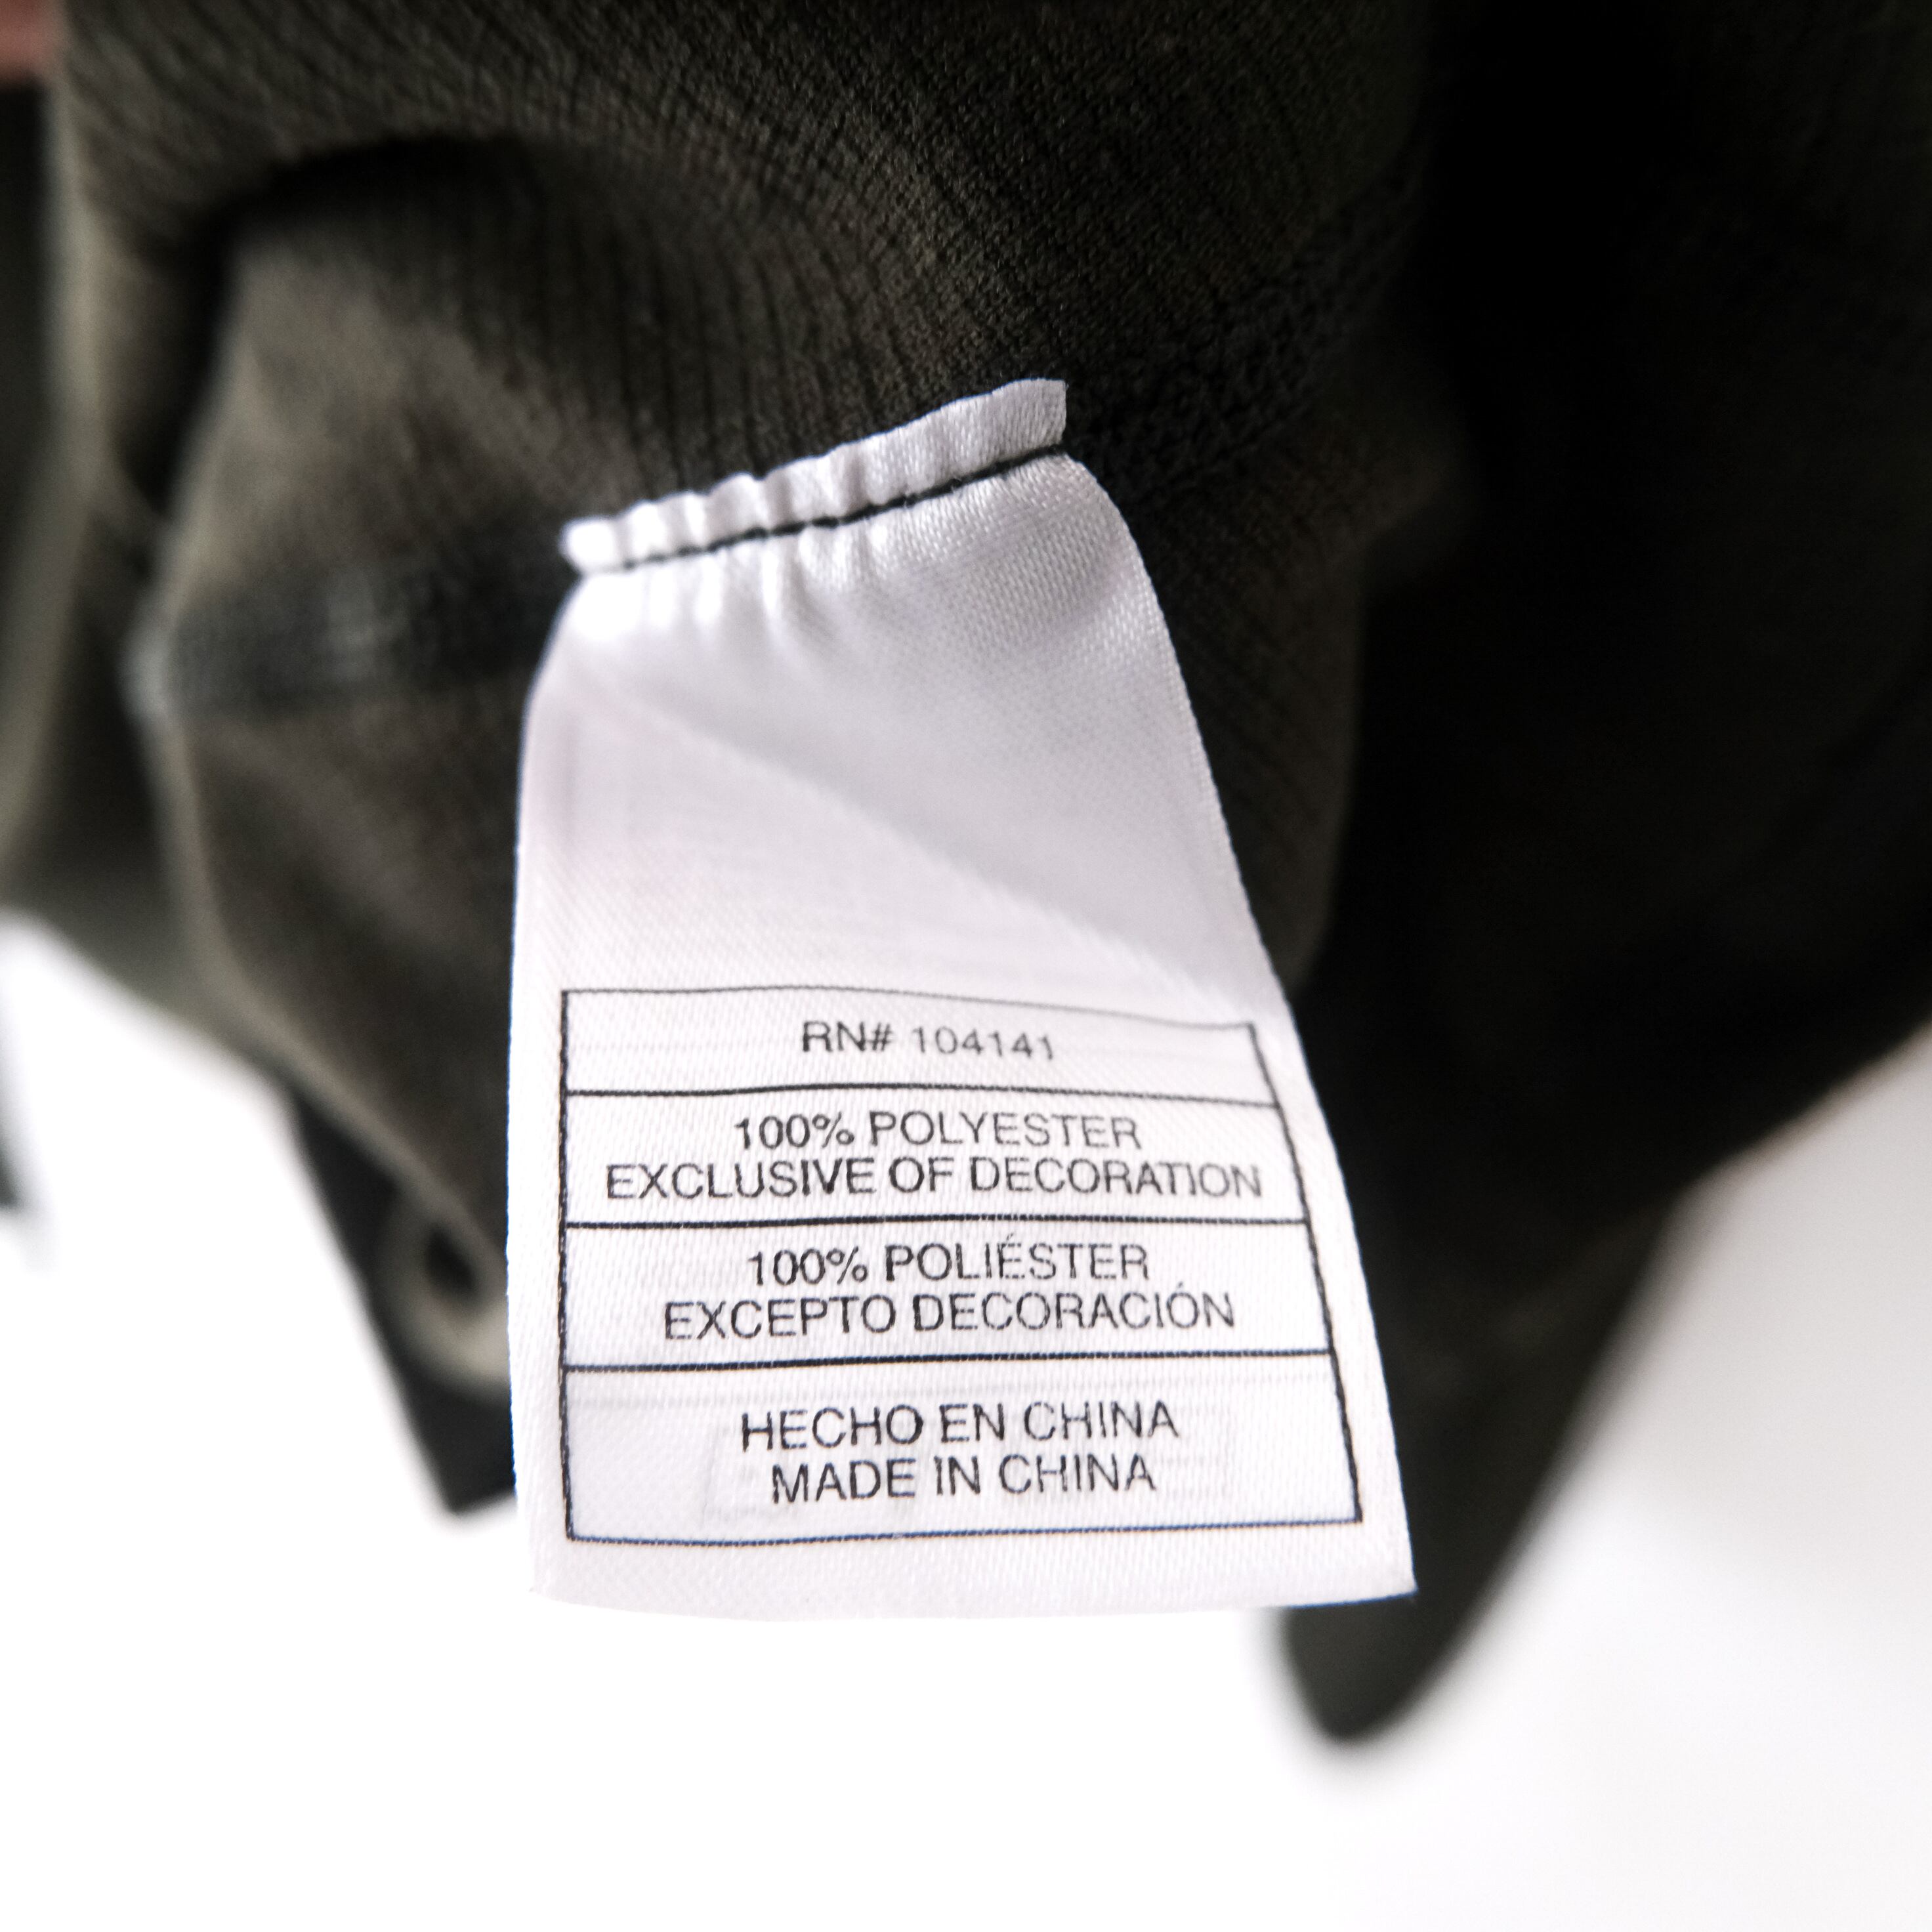 RN# 104141
100% POLYESTER
EXCLUSIVE OF DECORATION
100% POLIÉSTER
EXCEPTO DECORACIÓN
HECHO EN CHINA
MADE IN CHINA